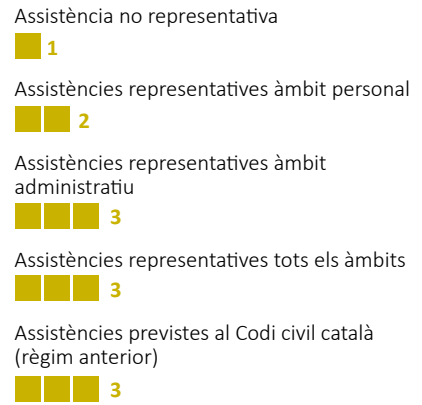 Assistència no representativa
1
Assistències representatives àmbit personal
2
Assistències representatives àmbit
administratiu
3
Assistències representatives tots els àmbits
3
Assistències previstes al Codi civil català
(règim anterior)
3